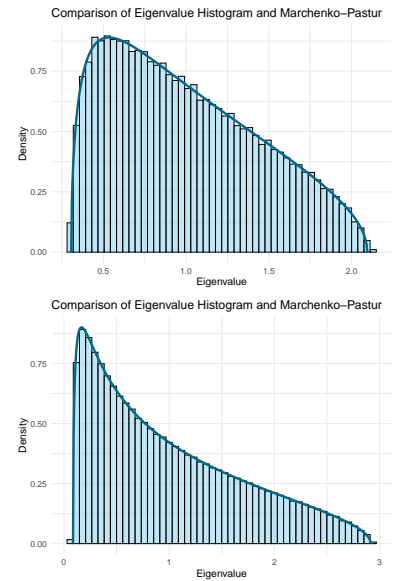 Comparison of Eigenvalue Histogram and Marchenko−Pastur
Density
0.75
0.50
0.25
0.00
0.5 1.0 1.5 2.0
Eigenvalue
Comparison of Eigenvalue Histogram and Marchenko−Pastur
Density
0.75
0.50
0.25
0.00
0 1 2 3
Eigenvalue